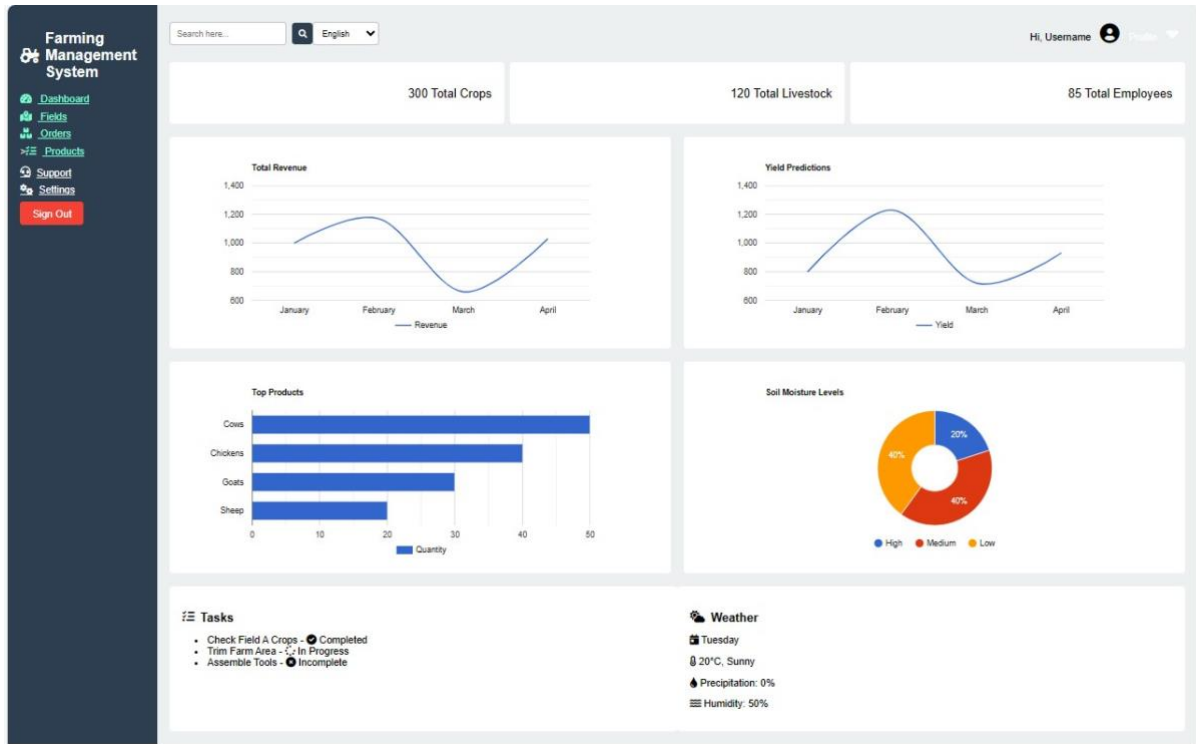 Farming
Management
System
Dashboard
Fields
Orders
Products
Support
Settings
Sign Out
Search here...
English
Hi, Username
Profile
300 Total Crops
120 Total Livestock
85 Total Employees
Total Revenue
1,400
1,200
1,000
800
600
January February March April
Revenue
Yield Predictions
1,400
1,200
1,000
800
600
January February March April
Yield
Top Products
Cows
Chickens
Goats
Sheep
0 10 20 30 40 50
Quantity
Soil Moisture Levels
20%
40%
40%
High Medium Low
Tasks
• Check Field A Crops - Completed
• Trim Farm Area - In Progress
• Assemble Tools - Incomplete
Weather
Tuesday
20°C, Sunny
Precipitation: 0%
Humidity: 50%